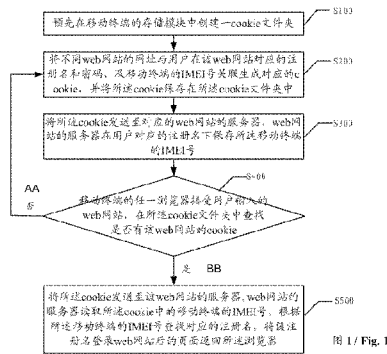 S100
预先在移动终端的存储模块中创建一cookie文件夹
S200
将不同web网站的网址与用户在该web网站对应的注
册名和密码、及移动终端的IMEI号关联生成对应的c
ookie,并将所述cookie保存在所述cookie文件夹中
S300
将所述cookie发送至对应的web网站的服务器,web网
站的服务器在用户对应的注册名下保存所述移动终端
的IMEI号
S400
AA
否
移动终端的任一浏览器接受用户输入的
web网站,在所述cookie文件夹中查找
是否有该web网站的cookie
是 BB
S500
将所述cookie发送至该web网站的服务器,web网站的
服务器读取所述cookie中的移动终端的IMEI号,根据
所述移动终端的IMEI号查找对应的注册名,将该注
册名登录web网站后的页面返回所述浏览器
图 1 / Fig. 1